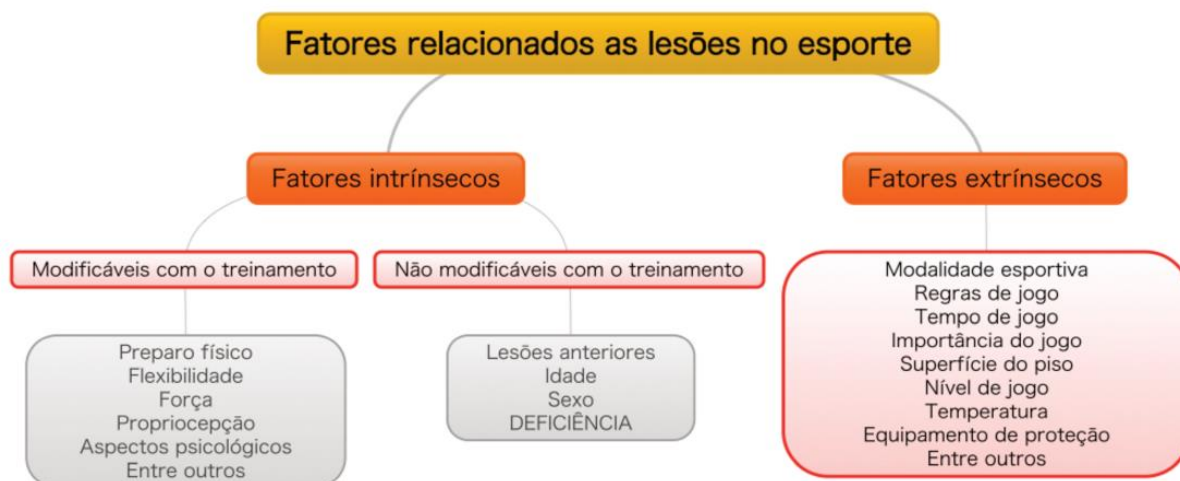 Fatores relacionados as lesões no esporte
Fatores intrínsecos
Fatores extrínsecos
Modificáveis com o treinamento
Não modificáveis com o treinamento
Preparo físico
Flexibilidade
Força
Propriocepção
Aspectos psicológicos
Entre outros
Lesões anteriores
Idade
Sexo
DEFICIÊNCIA
Modalidade esportiva
Regras de jogo
Tempo de jogo
Importância do jogo
Superfície do piso
Nível de jogo
Temperatura
Equipamento de proteção
Entre outros